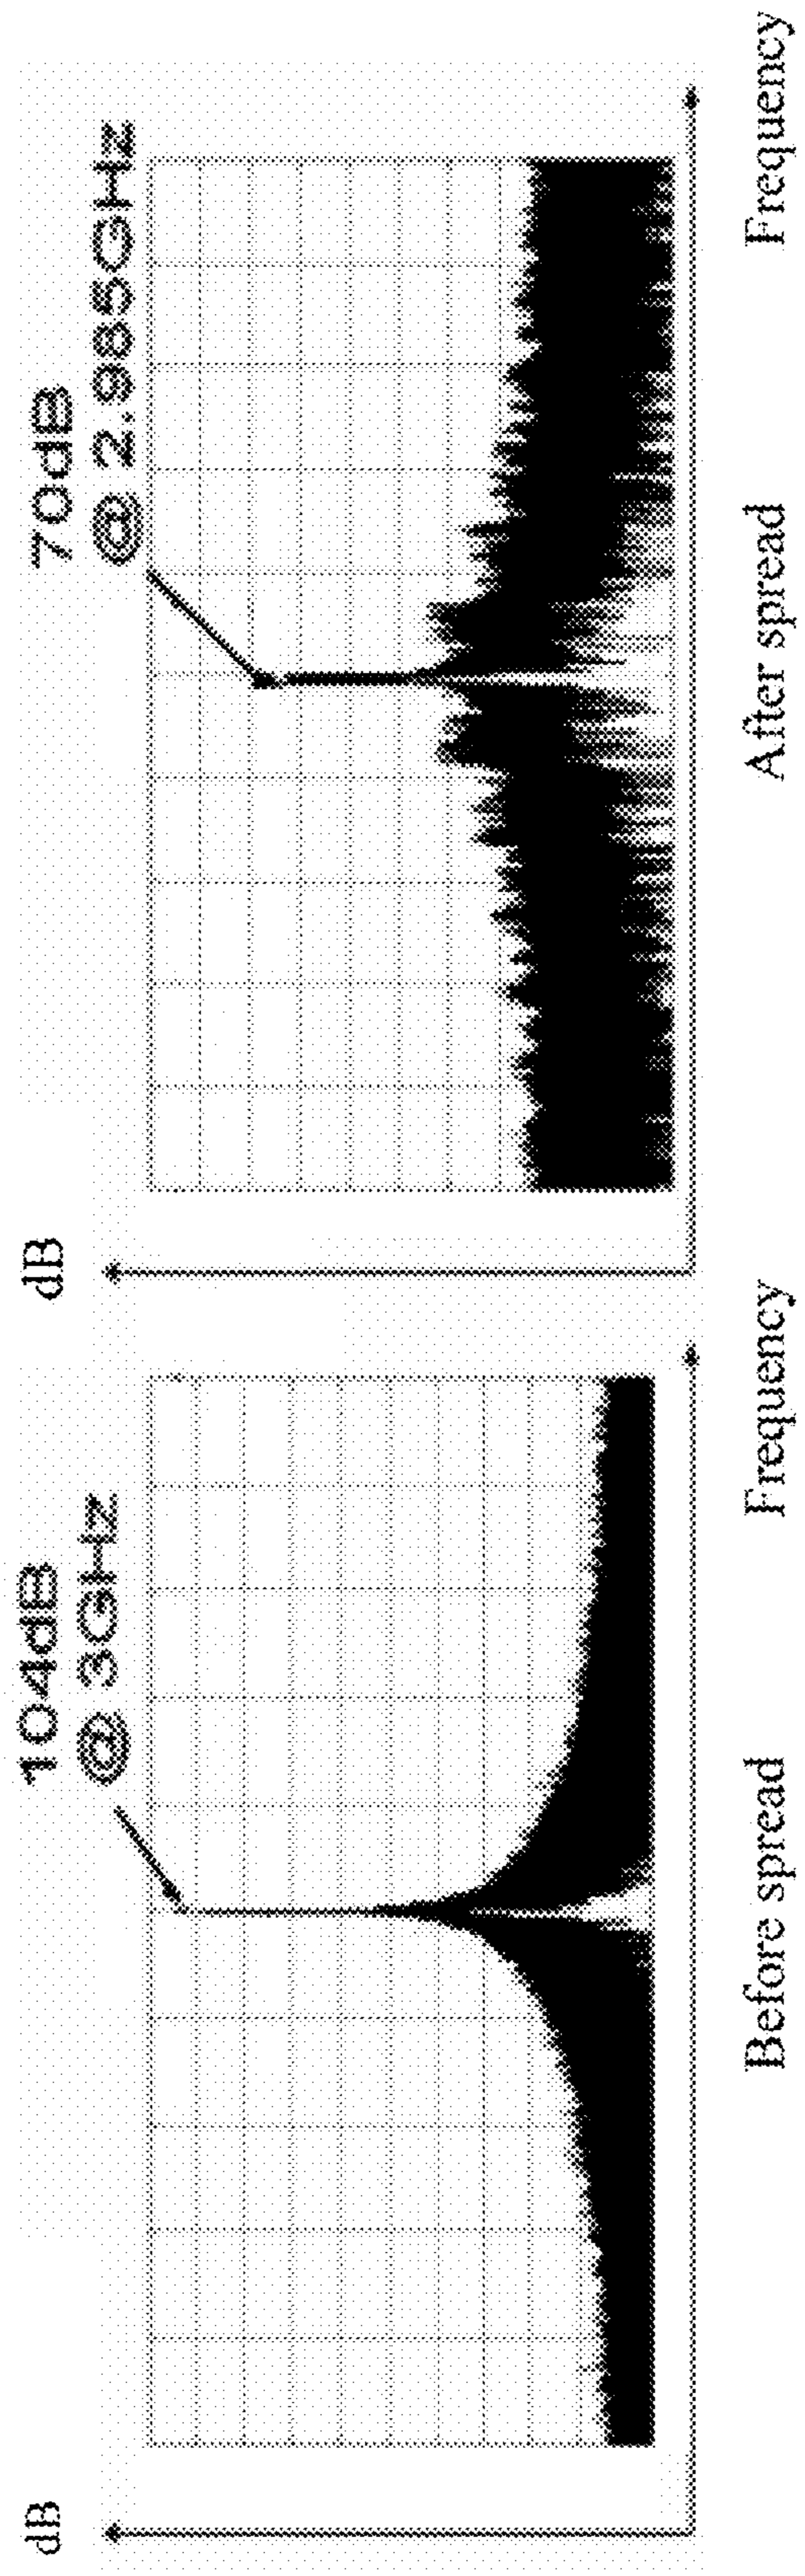 dB
104dB
@ 3GHz
Frequency
Before spread
dB
70dB
@ 2.985GHz
Frequency
After spread